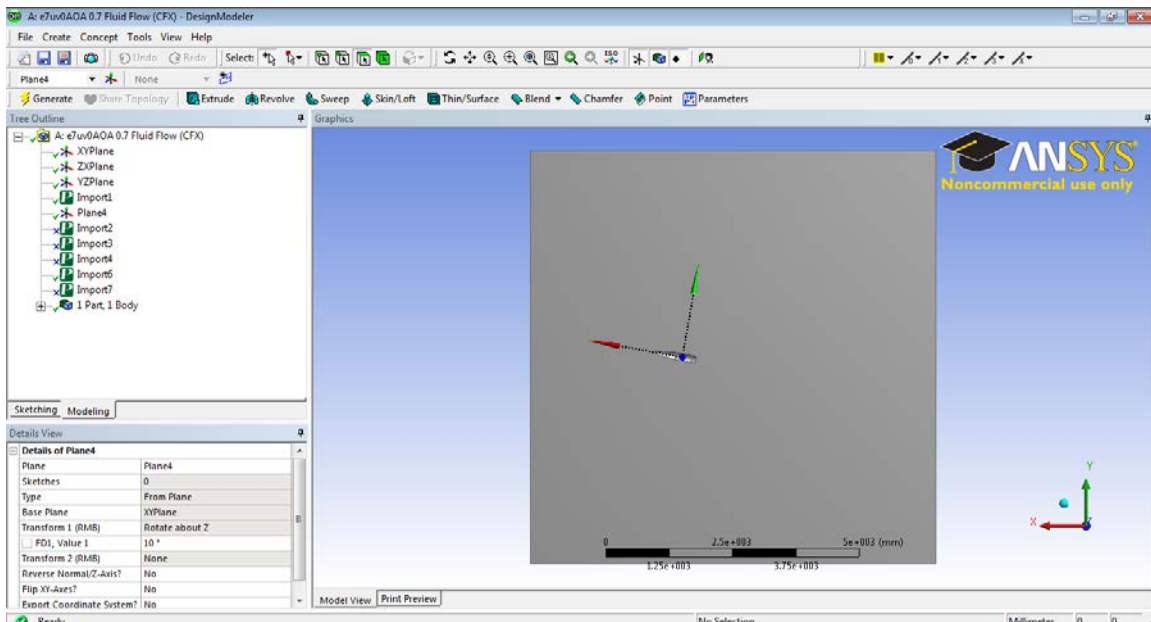 A: e7uv0AOA 0.7 Fluid Flow (CFX) - DesignModeler
File Create Concept Tools View Help
Undo Redo Select: ISO
Plane4 None
Generate Share Topology Extrude Revolve Sweep Skin/Loft Thin/Surface Blend Chamfer Point Parameters
Tree Outline
A: e7uv0AOA 0.7 Fluid Flow (CFX)
XYPlane
ZXPlane
YZPlane
Import1
Plane4
Import2
Import3
Import4
Import6
Import7
1 Part, 1 Body
Sketching Modeling
Details View
Details of Plane4
Plane Plane4
Sketches 0
Type From Plane
Base Plane XYPlane
Transform 1 (RMB) Rotate about Z
FD1, Value 1 10 °
Transform 2 (RMB) None
Reverse Normal/Z-Axis? No
Flip XY-Axes? No
Export Coordinate System? No
Graphics
ANSYS
Noncommercial use only
Y
X
0 2.5e+003 5e+003 (mm)
1.25e+003 3.75e+003
Model View Print Preview
Ready No Selection Millimeter 0 0